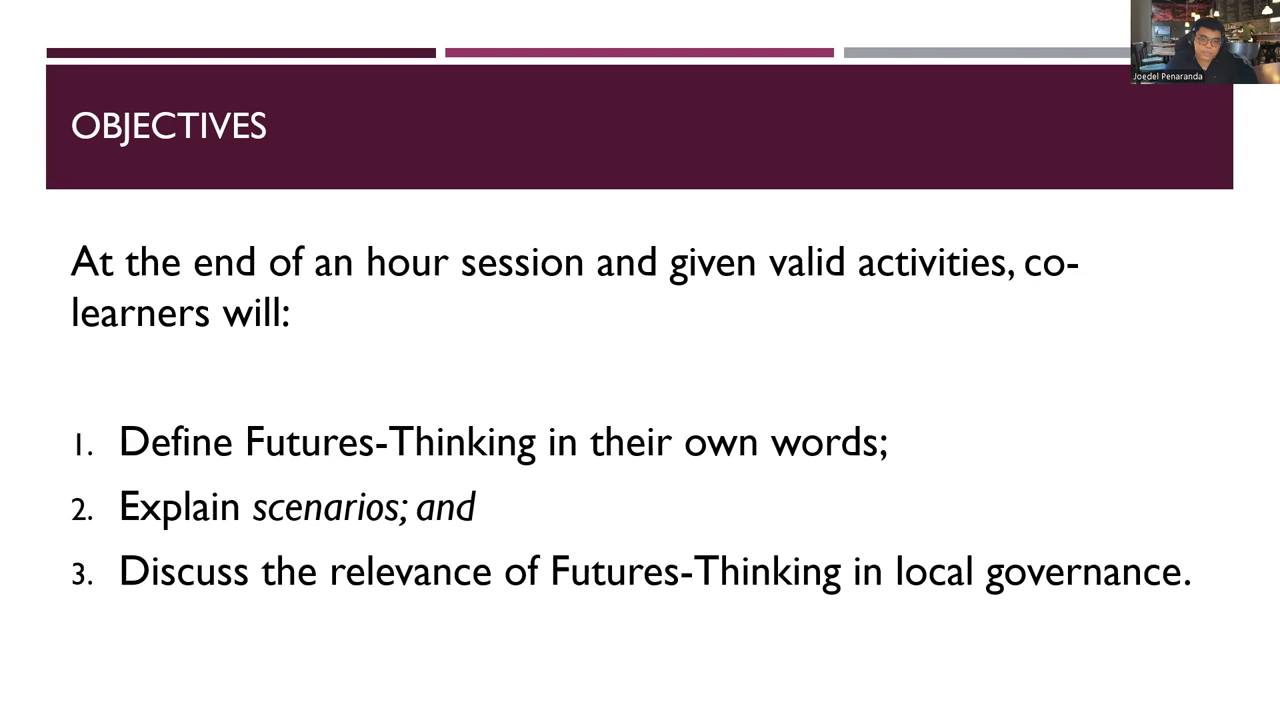 Joedel Penaranda
OBJECTIVES
At the end of an hour session and given valid activities, co-
learners will:
1. Define Futures-Thinking in their own words;
2. Explain scenarios; and
3. Discuss the relevance of Futures-Thinking in local governance.